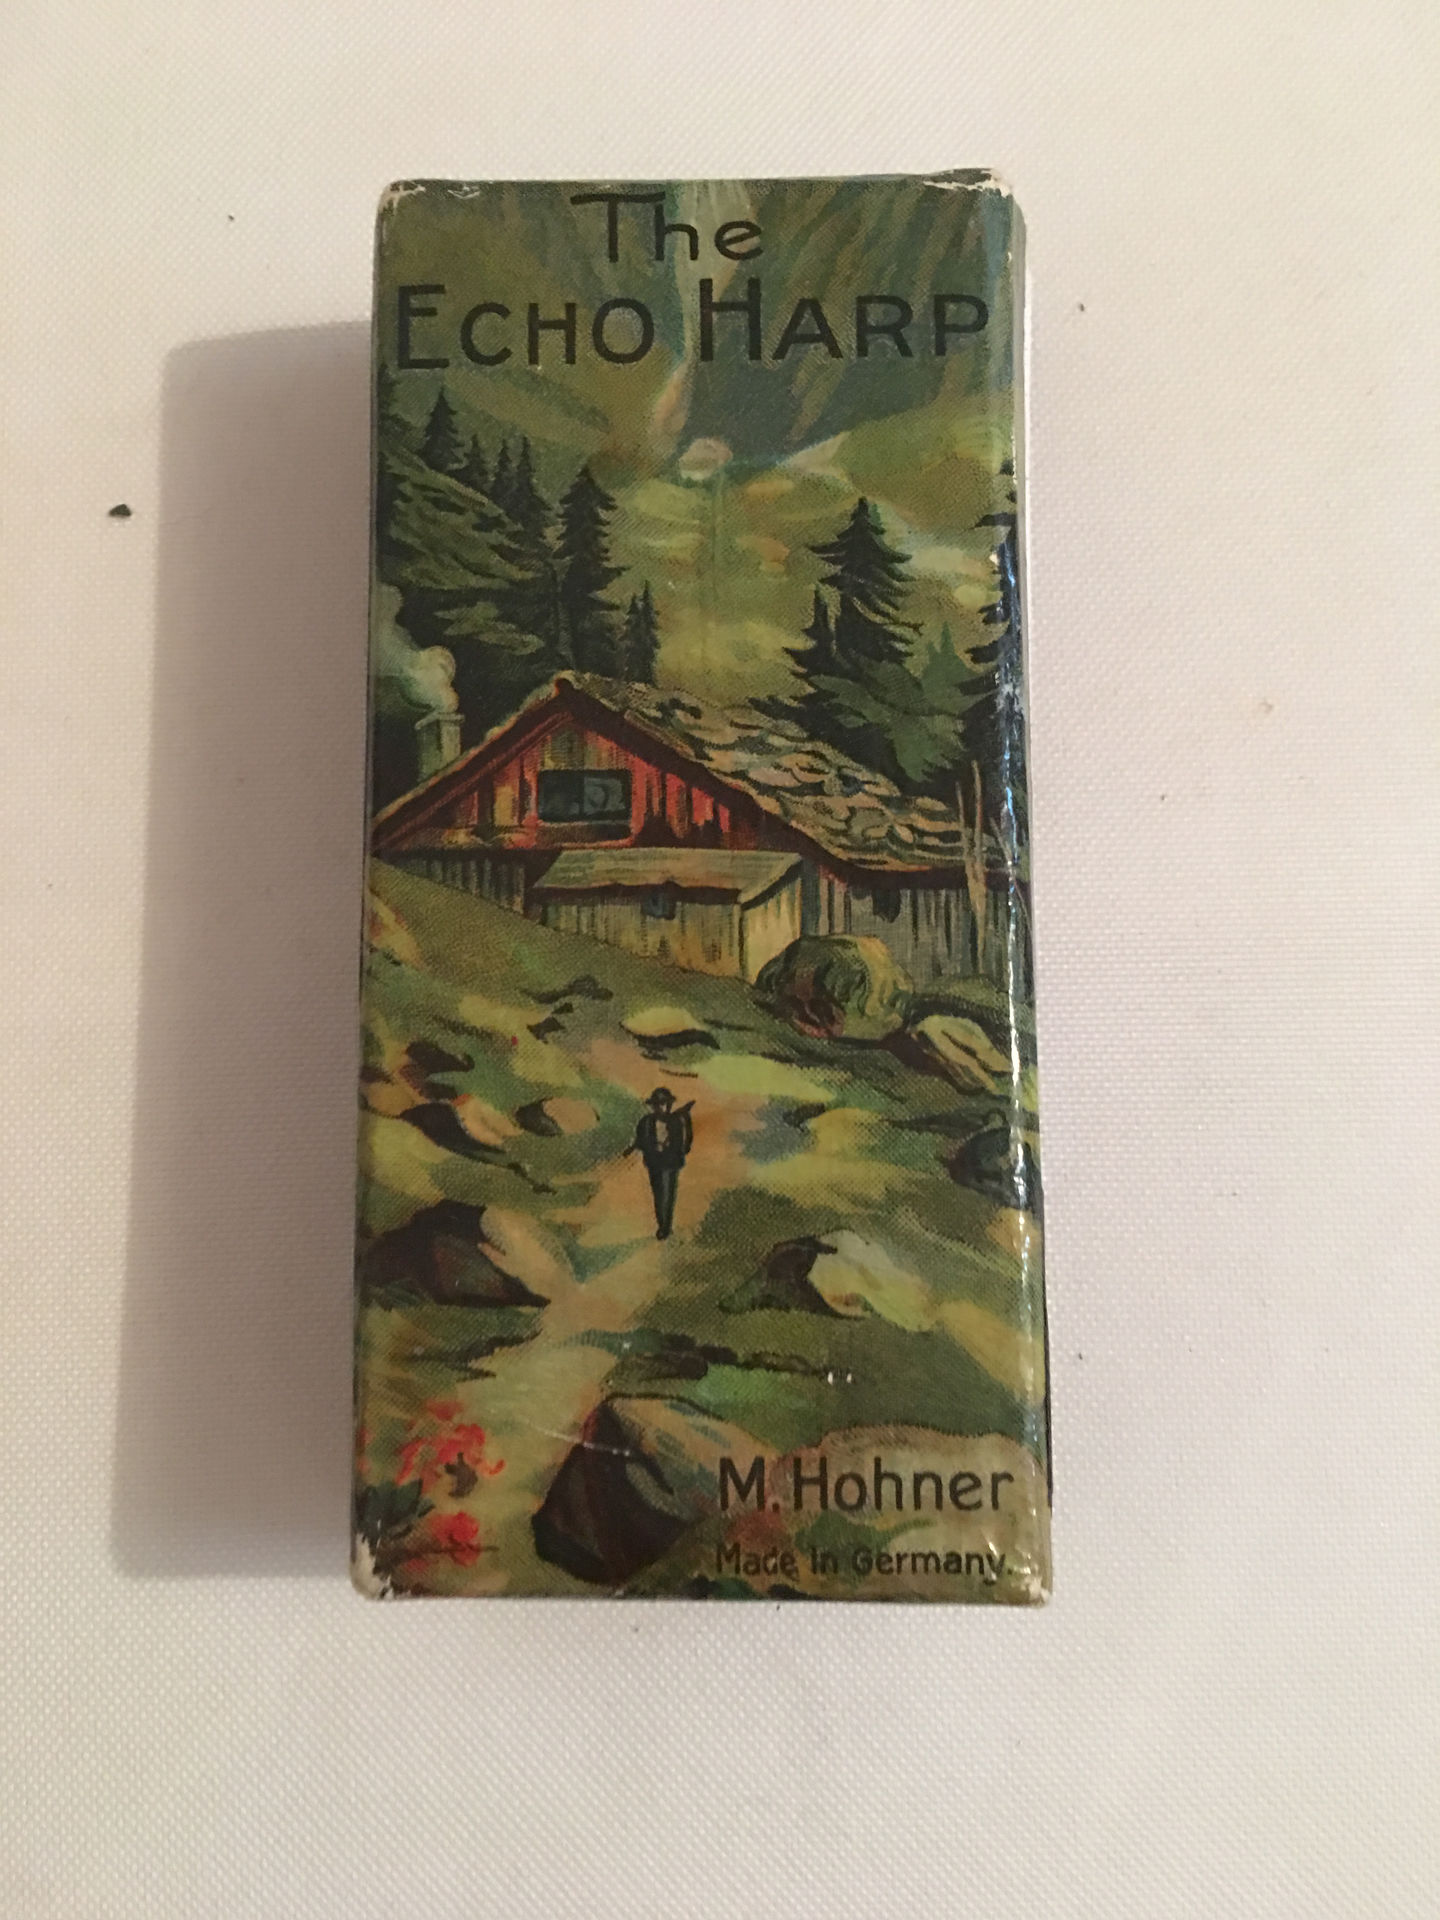 The
ECHO HARP
M. Hohner
Made in Germany.